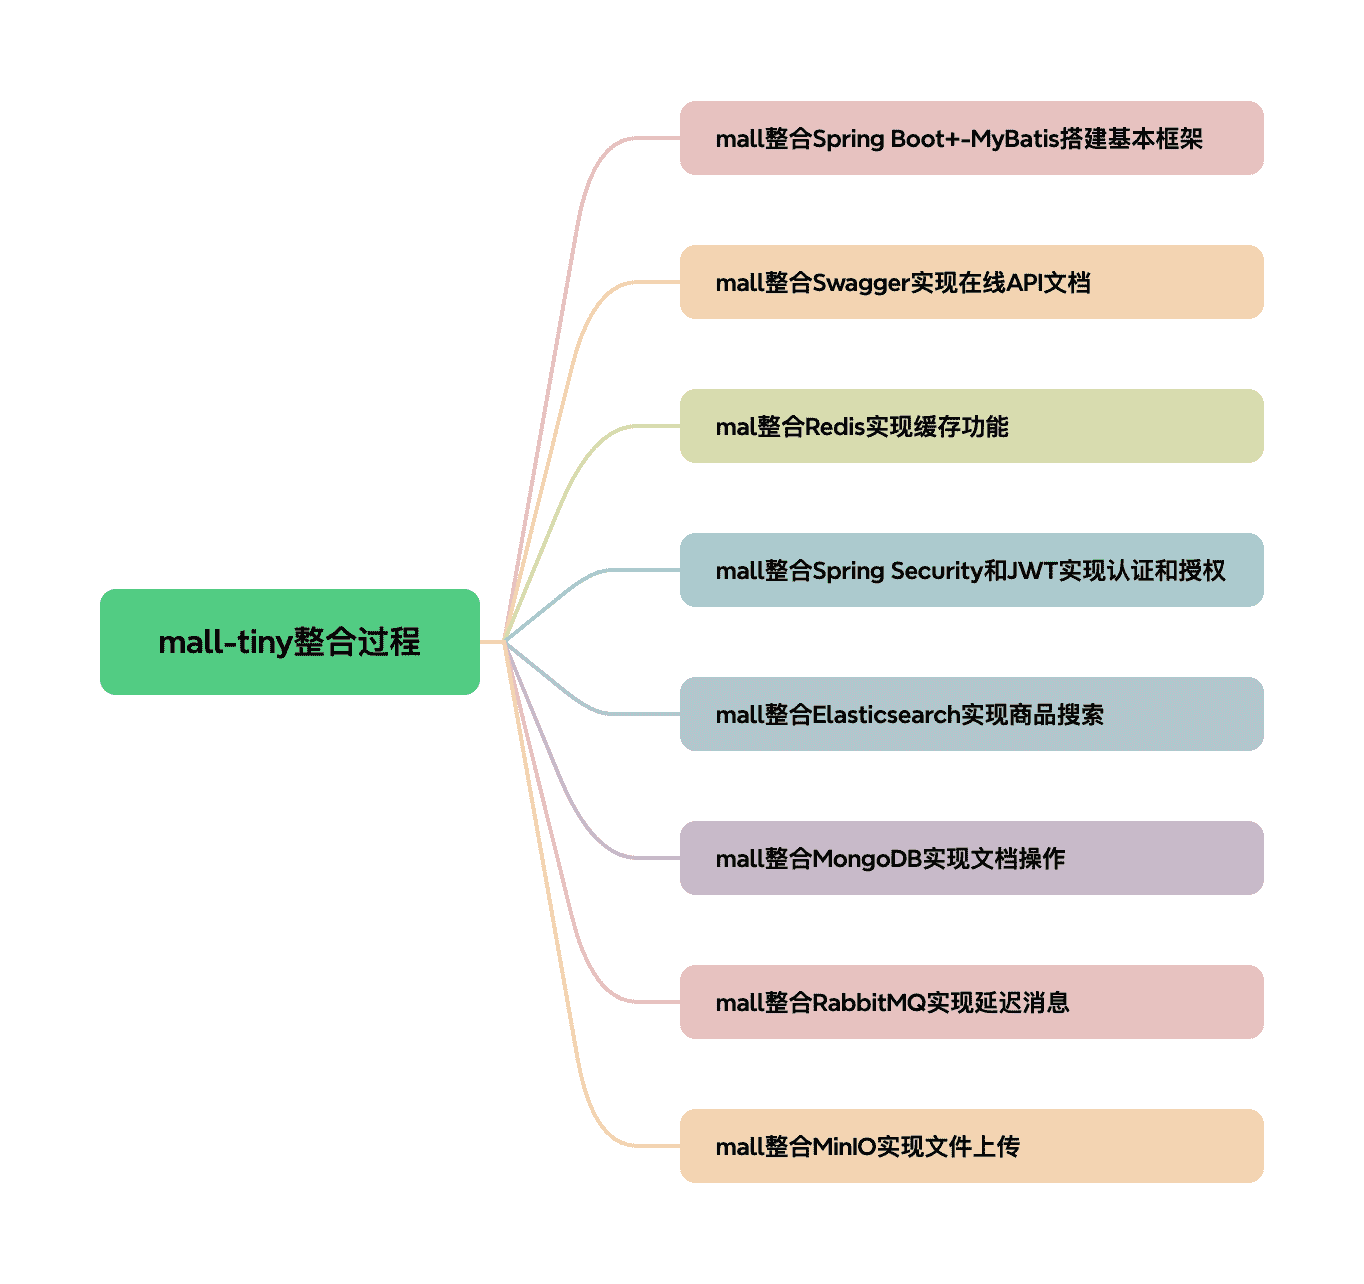 mall-tiny整合过程
mall整合Spring Boot+-MyBatis搭建基本框架
mall整合Swagger实现在线API文档
mal整合Redis实现缓存功能
mall整合Spring Security和JWT实现认证和授权
mall整合Elasticsearch实现商品搜索
mall整合MongoDB实现文档操作
mall整合RabbitMQ实现延迟消息
mall整合MinIO实现文件上传